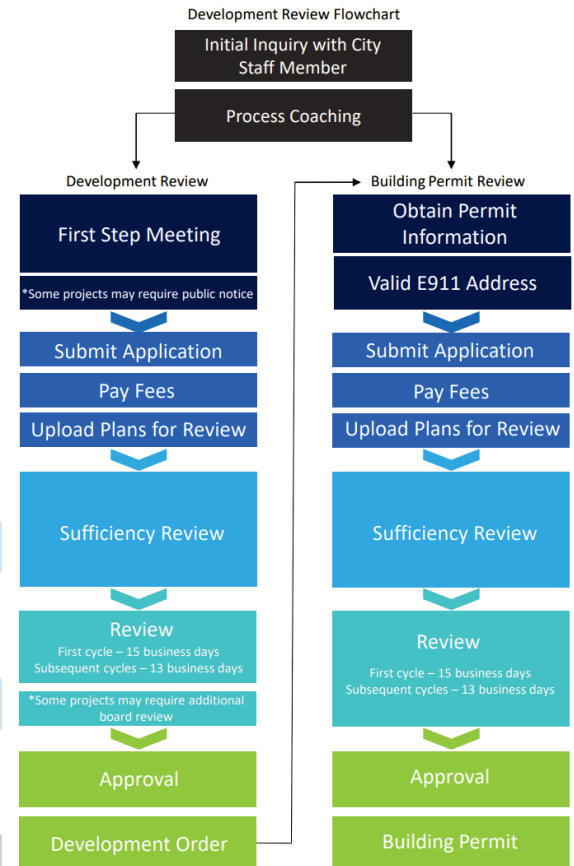 Development Review Flowchart
Initial Inquiry with City
Staff Member
Process Coaching
Development Review
First Step Meeting
*Some projects may require public notice
Submit Application
Pay Fees
Upload Plans for Review
Sufficiency Review
Review
First cycle – 15 business days
Subsequent cycles – 13 business days
*Some projects may require additional
board review
Approval
Development Order
Building Permit Review
Obtain Permit
Information
Valid E911 Address
Submit Application
Pay Fees
Upload Plans for Review
Sufficiency Review
Review
First cycle – 15 business days
Subsequent cycles – 13 business days
Approval
Building Permit